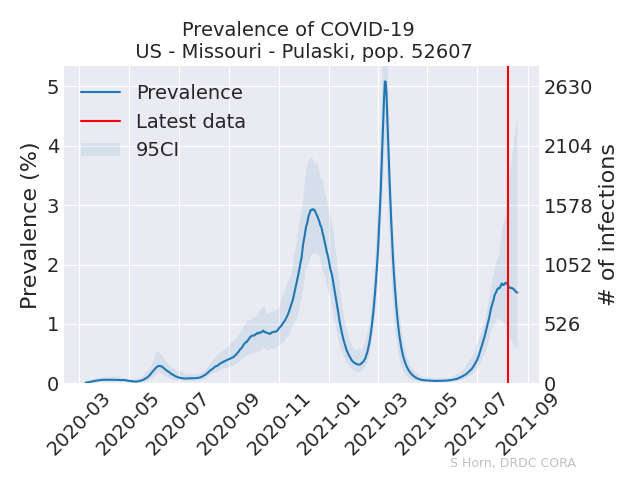 Prevalence of COVID-19
US - Missouri - Pulaski, pop. 52607
Prevalence
Latest data
95CI
Prevalence (%)
5
4
3
2
1
0
2630
2104
1578
1052
526
0
# of infections
2020-03
2020-05
2020-07
2020-09
2020-11
2021-01
2021-03
2021-05
2021-07
2021-09
S Horn, DRDC CORA